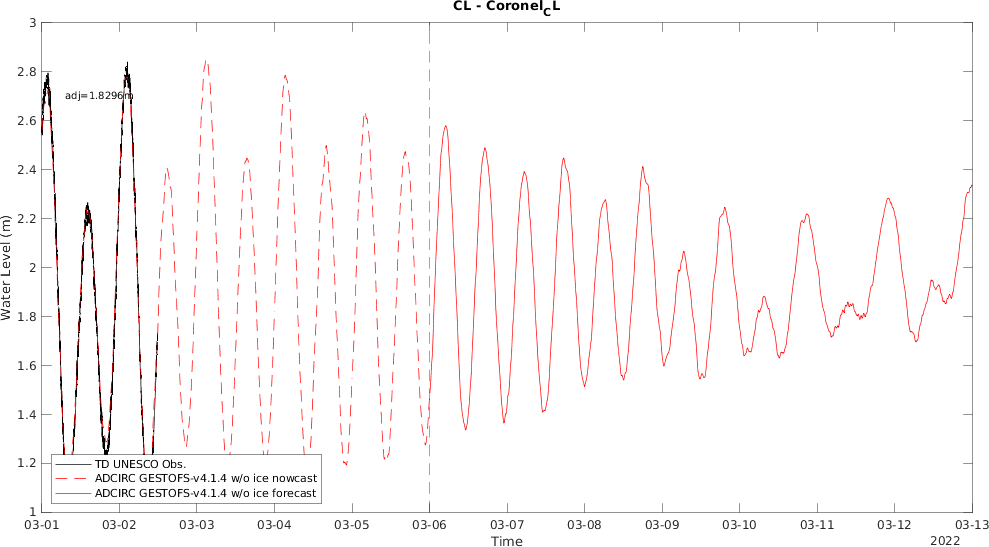 CL - Coronel_CL
3
2.8
2.6
2.4
2.2
2
1.8
1.6
1.4
1.2
1
Water Level (m)
adj=1.8296m
TD UNESCO Obs.
ADCIRC GESTOFS-v4.1.4 w/o ice nowcast
ADCIRC GESTOFS-v4.1.4 w/o ice forecast
03-01 03-02 03-03 03-04 03-05 03-06 03-07 03-08 03-09 03-10 03-11 03-12 03-13
Time
2022